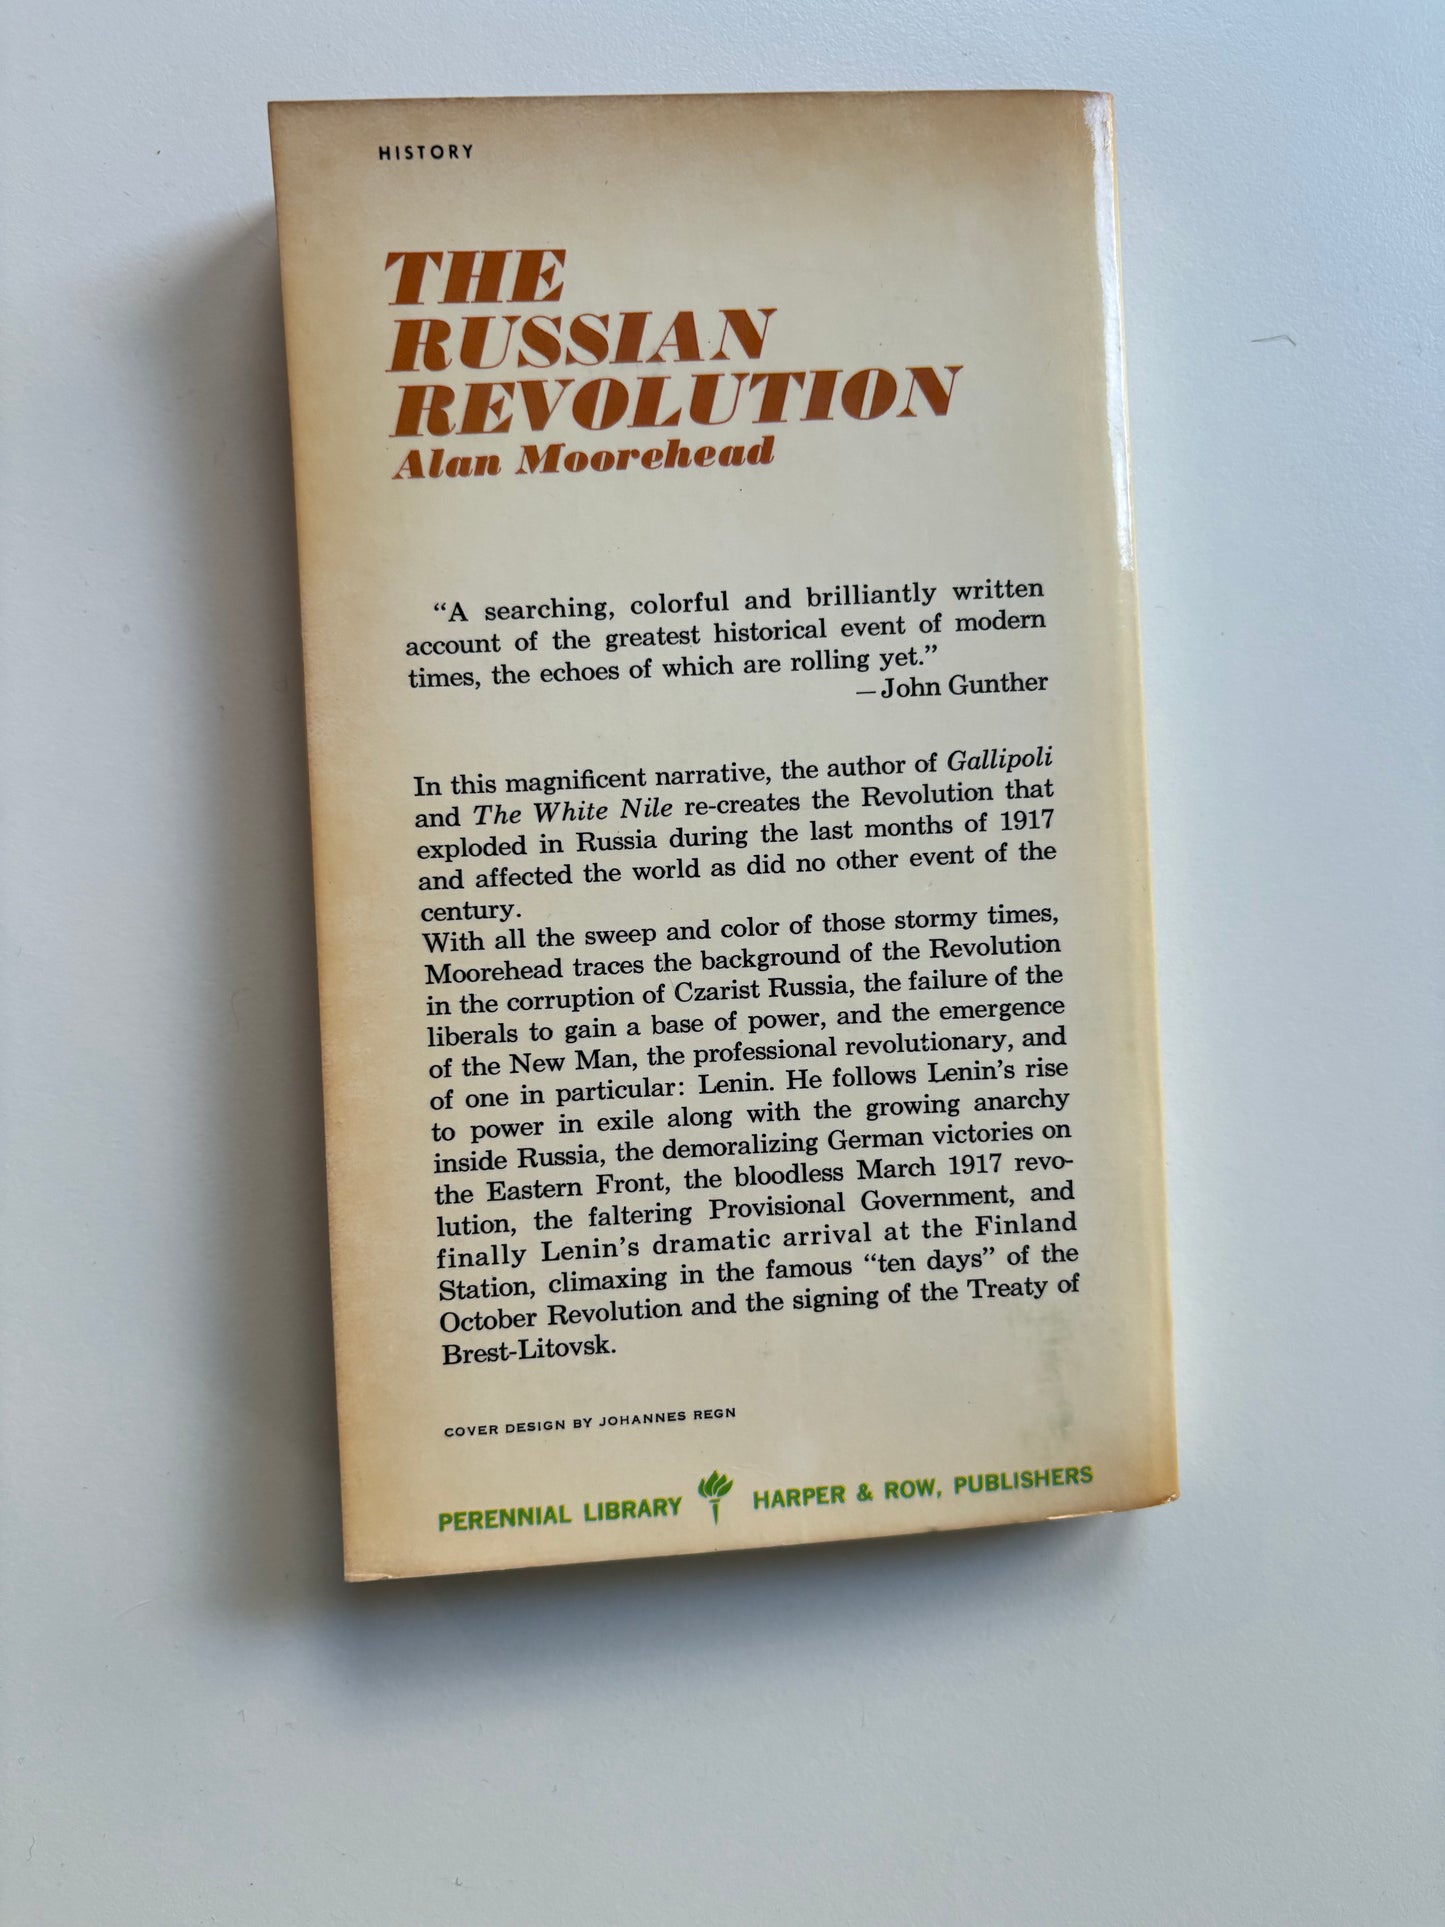 HISTORY
THE
RUSSIAN
REVOLUTION
Alan Moorehead
“A searching, colorful and brilliantly written
account of the greatest historical event of modern
times, the echoes of which are rolling yet.”
—John Gunther
In this magnificent narrative, the author of Gallipoli
and The White Nile re-creates the Revolution that
exploded in Russia during the last months of 1917
and affected the world as did no other event of the
century.
With all the sweep and color of those stormy times,
Moorehead traces the background of the Revolution
in the corruption of Czarist Russia, the failure of the
liberals to gain a base of power, and the emergence
of the New Man, the professional revolutionary, and
of one in particular: Lenin. He follows Lenin’s rise
to power in exile along with the growing anarchy
inside Russia, the demoralizing German victories on
the Eastern Front, the bloodless March 1917 revo-
lution, the faltering Provisional Government, and
finally Lenin’s dramatic arrival at the Finland
Station, climaxing in the famous “ten days” of the
October Revolution and the signing of the Treaty of
Brest-Litovsk.
COVER DESIGN BY JOHANNES REGN
PERENNIAL LIBRARY HARPER & ROW, PUBLISHERS